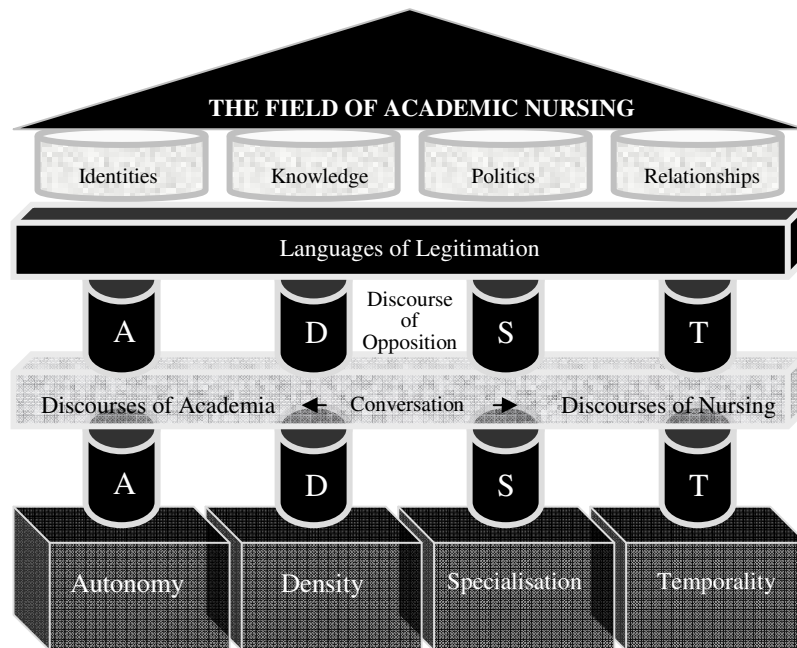 THE FIELD OF ACADEMIC NURSING
Identities Knowledge Politics Relationships
Languages of Legitimation
Discourse
of
Opposition
A D S T
Discourses of Academia Conversation Discourses of Nursing
A D S T
Autonomy Density Specialisation Temporality